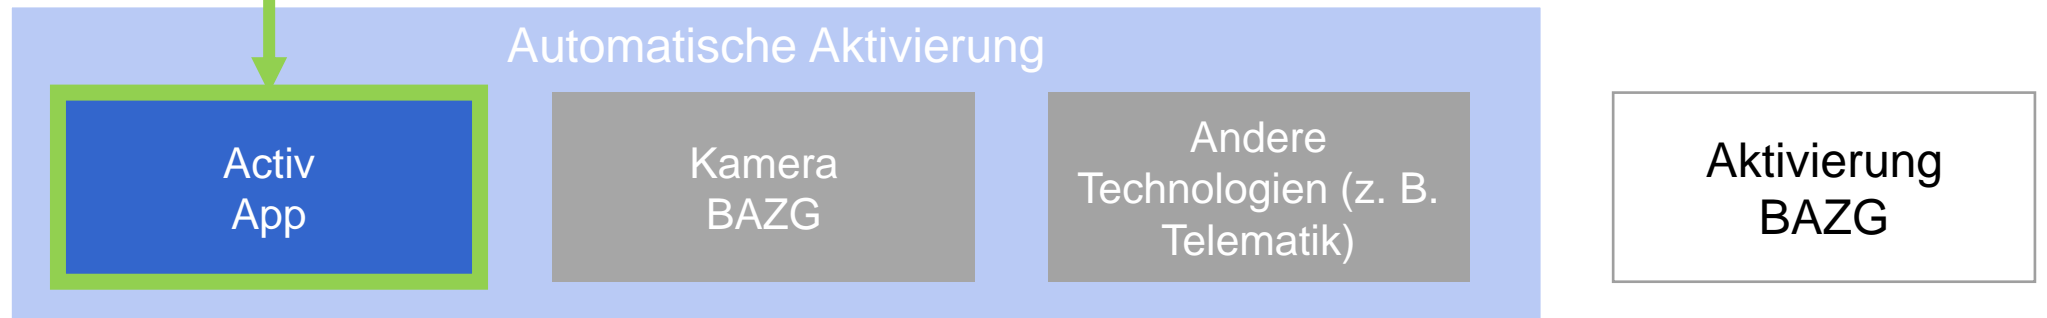 Automatische Aktivierung
Activ
App
Kamera
BAZG
Andere
Technologien (z. B.
Telematik)
Aktivierung
BAZG